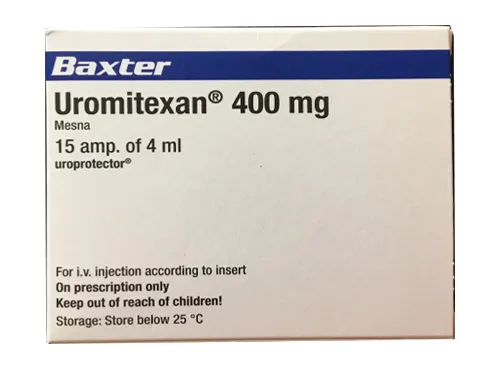 Baxter
Uromitexan® 400 mg
Mesna
15 amp. of 4 ml
uroprotector®
For i.v. injection according to insert
On prescription only
Keep out of reach of children!
Storage: Store below 25 °C